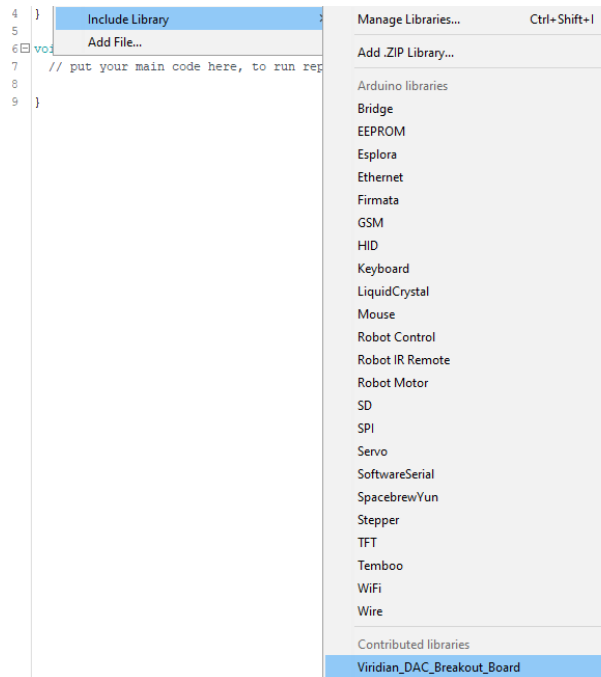 4 }
5
6 voi
7 // put your main code here, to run rep
8
9 }
Include Library
Add File...
Manage Libraries... Ctrl+Shift+I
Add .ZIP Library...
Arduino libraries
Bridge
EEPROM
Esplora
Ethernet
Firmata
GSM
HID
Keyboard
LiquidCrystal
Mouse
Robot Control
Robot IR Remote
Robot Motor
SD
SPI
Servo
SoftwareSerial
SpacebrewYun
Stepper
TFT
Temboo
WiFi
Wire
Contributed libraries
Viridian_DAC_Breakout_Board